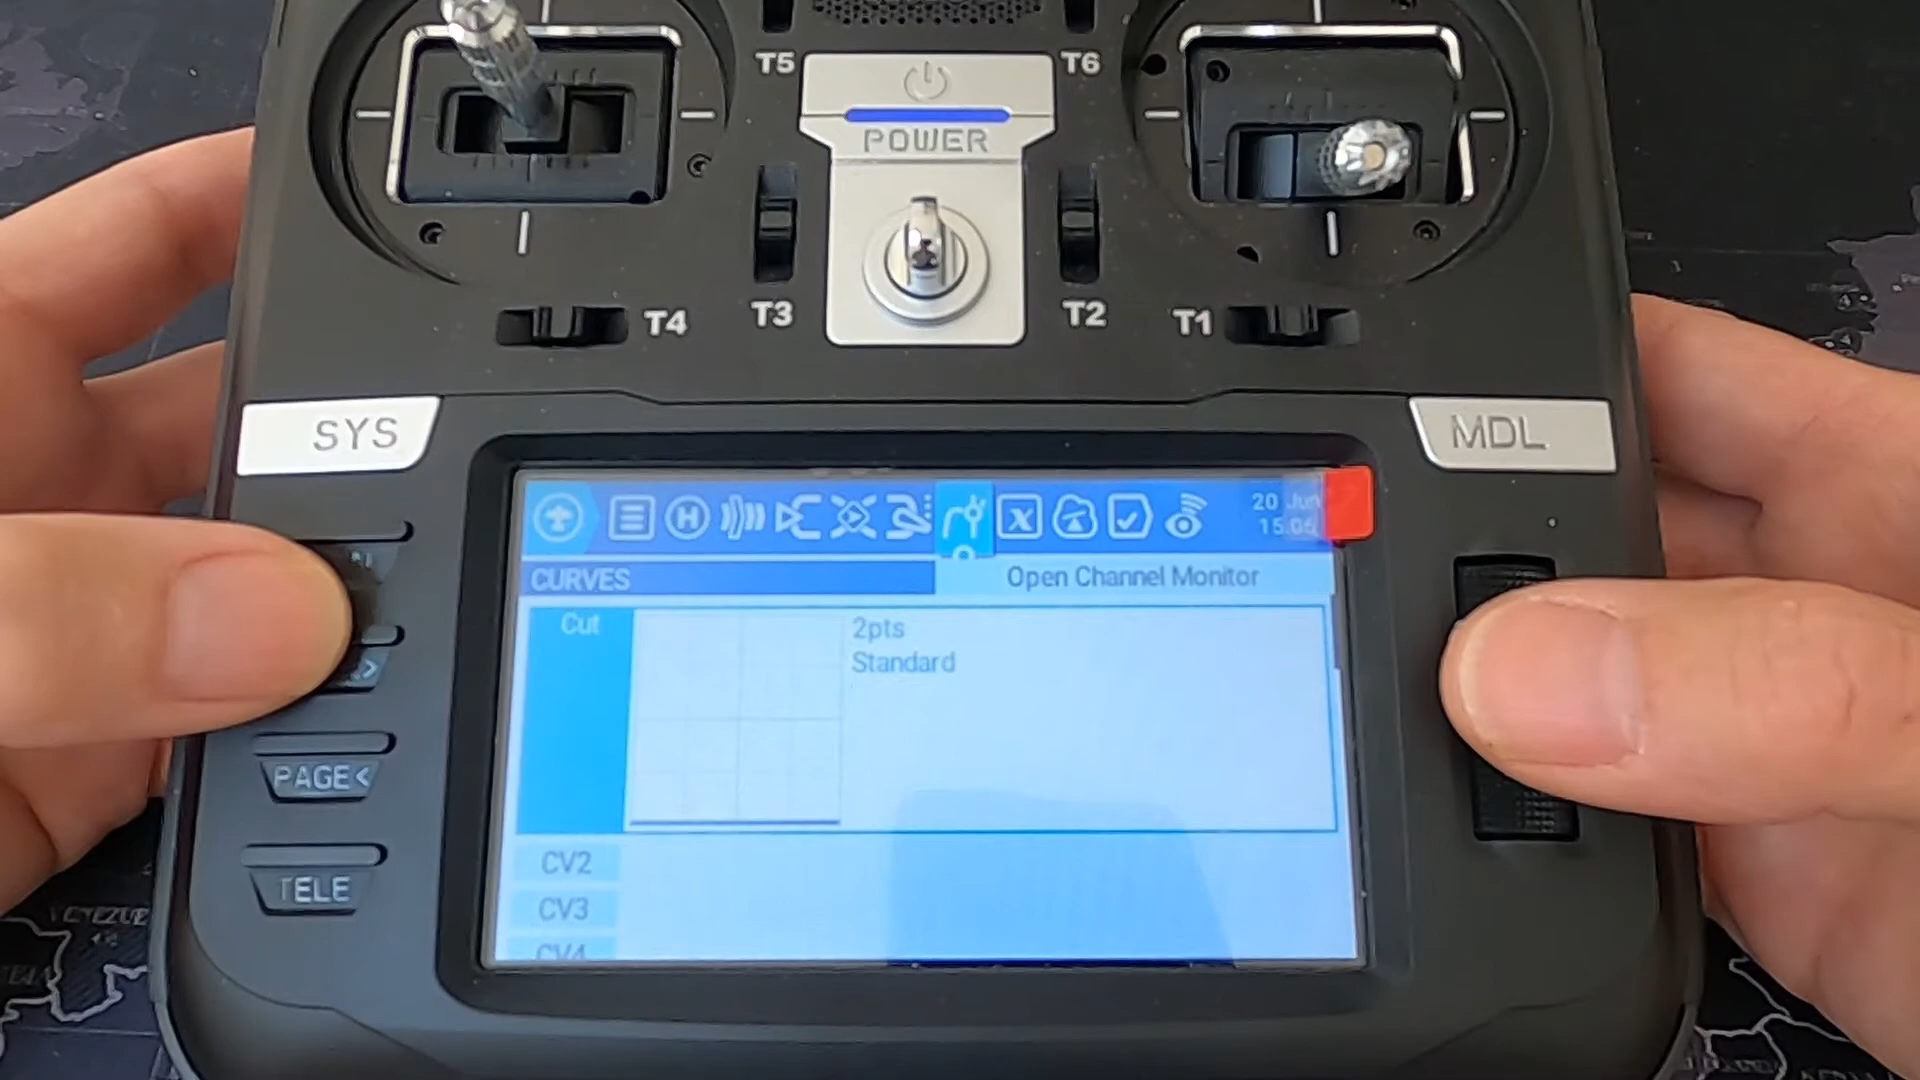 T5
T6
POWER
T4
T3
T2
T1
SYS
MDL
20 Jun
15:06
CURVES
Open Channel Monitor
Cut
2pts
Standard
CV2
CV3
CV4
PAGE<
TELE